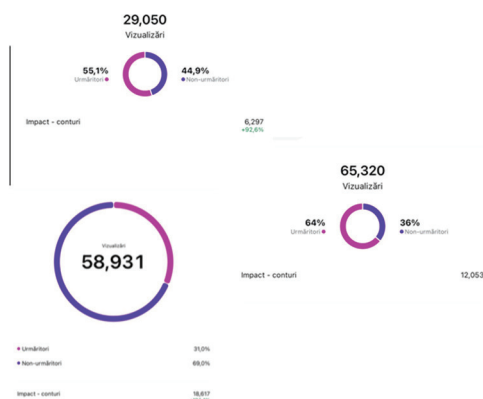 29,050
Vizualizări
55,1% 44,9%
Urmăritori Non-urmăritori
Impact - conturi 6,297
+92,6%
65,320
Vizualizări
64% 36%
Urmăritori Non-urmăritori
Impact - conturi 12,053
Vizualizări
58,931
Urmăritori 31,0%
Non-urmăritori 69,0%
Impact - conturi 18,617